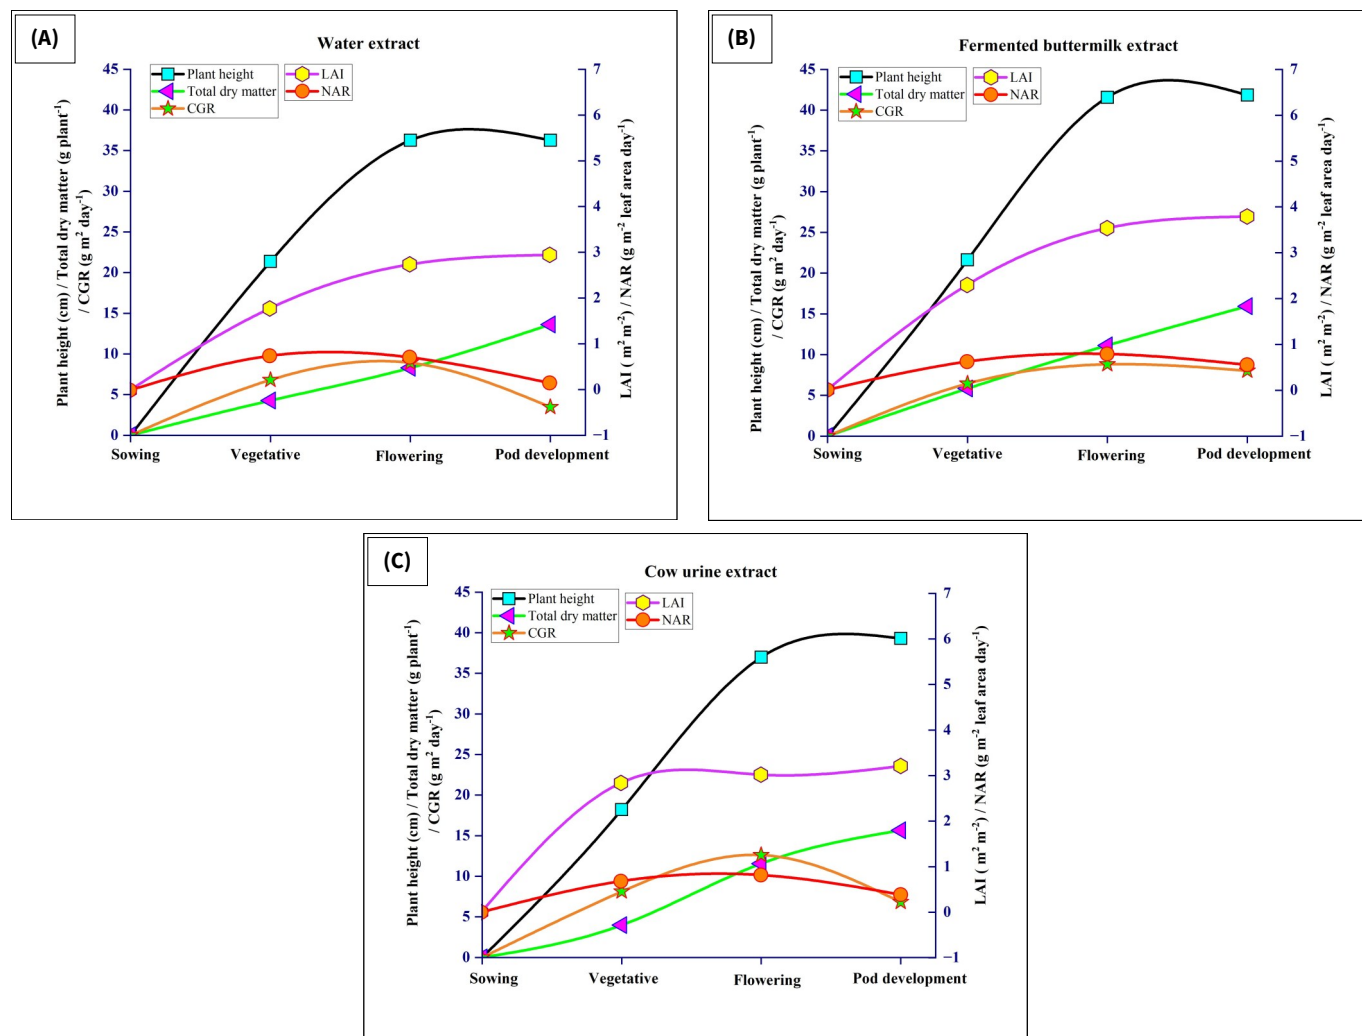 (A)
Water extract
Plant height
Total dry matter
CGR
LAI
NAR
45
40
35
30
25
20
15
10
5
0
7
6
5
4
3
2
1
0
−1
Plant height (cm) / Total dry matter (g plant⁻¹)
/ CGR (g m² day⁻¹)
LAI ( m² m⁻²) / NAR (g m⁻² leaf area day⁻¹)
Sowing Vegetative Flowering Pod development
(B)
Fermented buttermilk extract
Plant height
Total dry matter
CGR
LAI
NAR
45
40
35
30
25
20
15
10
5
0
7
6
5
4
3
2
1
0
−1
Plant height (cm) / Total dry matter (g plant⁻¹)
/ CGR (g m² day⁻¹)
LAI ( m² m⁻²) / NAR (g m⁻² leaf area day⁻¹)
Sowing Vegetative Flowering Pod development
(C)
Cow urine extract
Plant height
Total dry matter
CGR
LAI
NAR
45
40
35
30
25
20
15
10
5
0
7
6
5
4
3
2
1
0
−1
Plant height (cm) / Total dry matter (g plant⁻¹)
/ CGR (g m² day⁻¹)
LAI ( m² m⁻²) / NAR (g m⁻² leaf area day⁻¹)
Sowing Vegetative Flowering Pod development